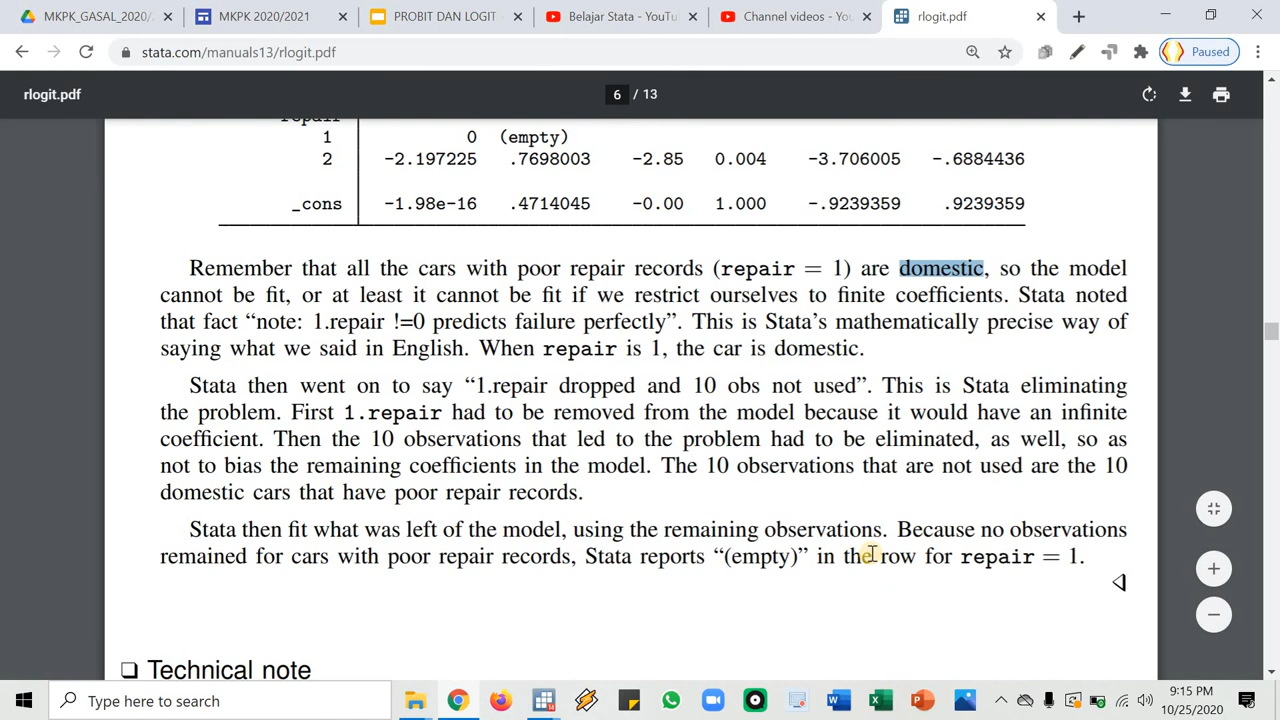 MKPK_GASAL_2020/
MKPK 2020/2021
PROBIT DAN LOGIT
Belajar Stata - YouTu
Channel videos - You
rlogit.pdf
stata.com/manuals13/rlogit.pdf
Paused
rlogit.pdf
6 / 13
repair
1 0 (empty)
2 -2.197225 .7698003 -2.85 0.004 -3.706005 -.6884436
_cons -1.98e-16 .4714045 -0.00 1.000 -.9239359 .9239359
Remember that all the cars with poor repair records (repair = 1) are domestic, so the model
cannot be fit, or at least it cannot be fit if we restrict ourselves to finite coefficients. Stata noted
that fact “note: 1.repair !=0 predicts failure perfectly”. This is Stata’s mathematically precise way of
saying what we said in English. When repair is 1, the car is domestic.
Stata then went on to say “1.repair dropped and 10 obs not used”. This is Stata eliminating
the problem. First 1.repair had to be removed from the model because it would have an infinite
coefficient. Then the 10 observations that led to the problem had to be eliminated, as well, so as
not to bias the remaining coefficients in the model. The 10 observations that are not used are the 10
domestic cars that have poor repair records.
Stata then fit what was left of the model, using the remaining observations. Because no observations
remained for cars with poor repair records, Stata reports “(empty)” in the row for repair = 1.
Technical note
Type here to search
9:15 PM
10/25/2020